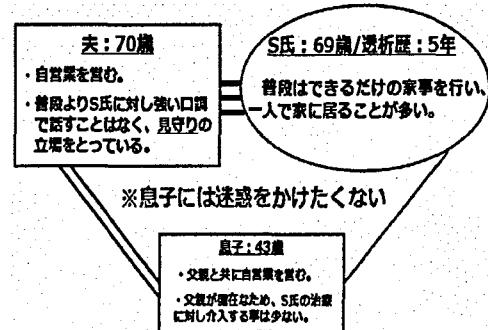 夫：70歳
・自営業を営む。
・普段よりS氏に対し強い口調
で話すことはなく、見守りの
立場をとっている。
S氏：69歳/透析歴：5年
普段はできるだけの家事を行い、
一人で家に居ることが多い。
※息子には迷惑をかけたくない
息子：43歳
・父親と共に自営業を営む。
・父親が健在なため、S氏の治療
に対し介入する事は少ない。